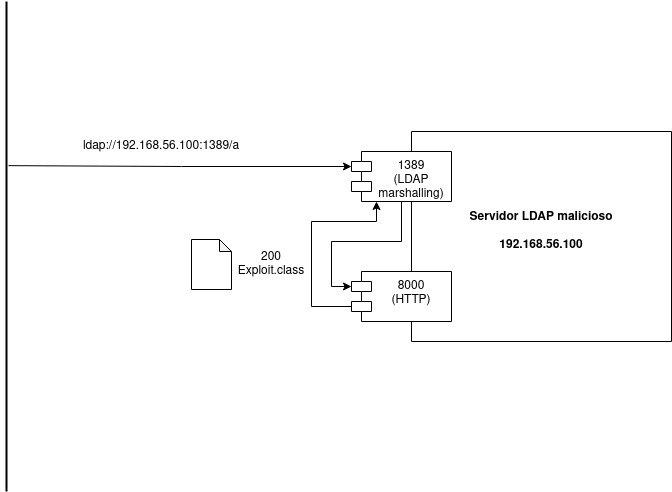 ldap://192.168.56.100:1389/a
1389
(LDAP
marshalling)
Servidor LDAP malicioso
192.168.56.100
200
Exploit.class
8000
(HTTP)